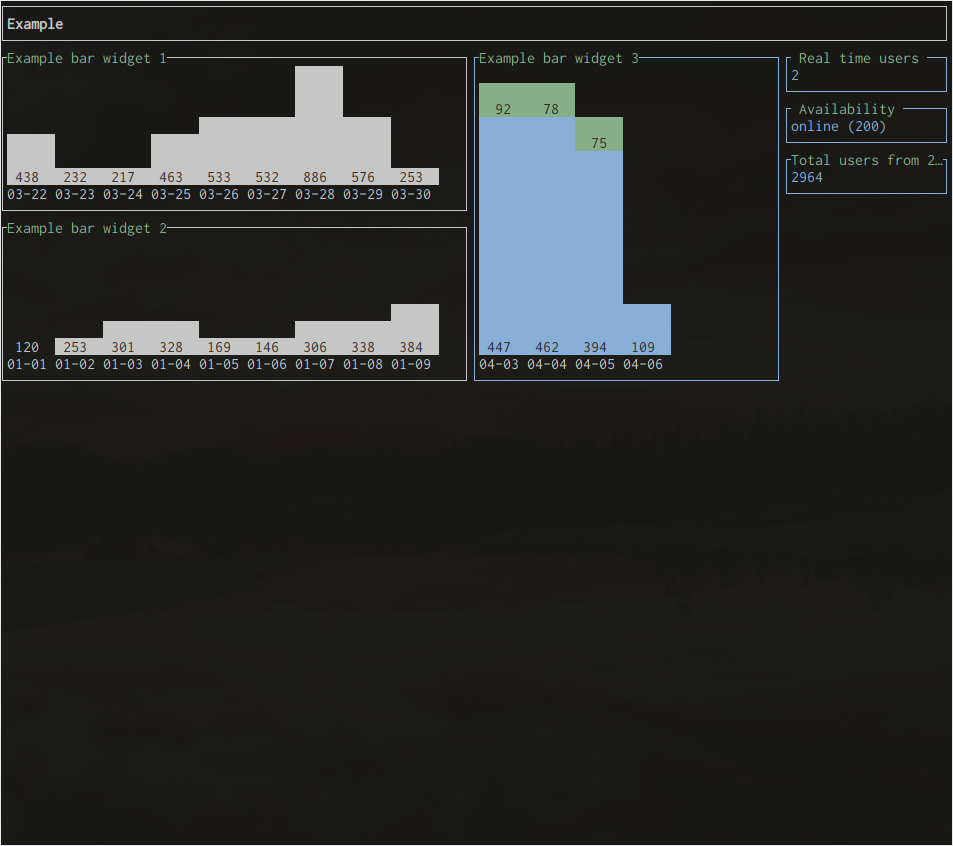 Example
Example bar widget 1
438 232 217 463 533 532 886 576 253
03-22 03-23 03-24 03-25 03-26 03-27 03-28 03-29 03-30
Example bar widget 2
120 253 301 328 169 146 306 338 384
01-01 01-02 01-03 01-04 01-05 01-06 01-07 01-08 01-09
Example bar widget 3
92 78
75
447 462 394 109
04-03 04-04 04-05 04-06
Real time users
2
Availability
online (200)
Total users from 2…
2964